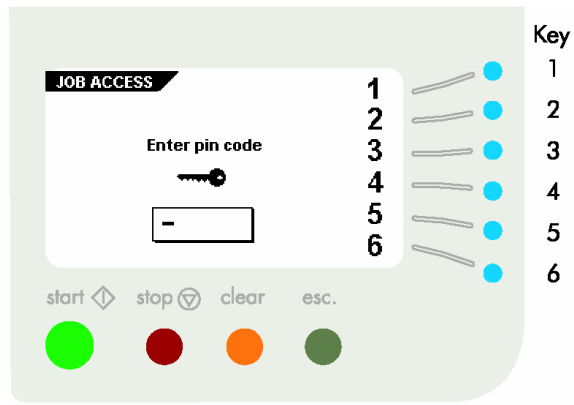 Key
JOB ACCESS
1
2
3
4
5
6
1
2
3
4
5
6
Enter pin code
–
start
stop
clear
esc.